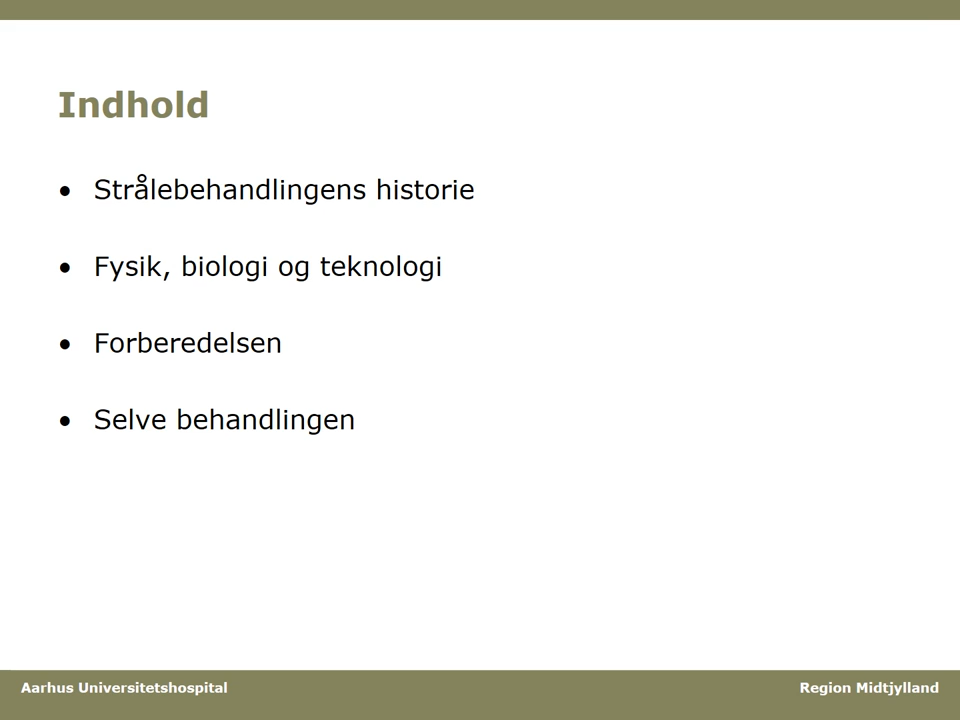 Indhold
• Strålebehandlingens historie
• Fysik, biologi og teknologi
• Forberedelsen
• Selve behandlingen
Aarhus Universitetshospital
Region Midtjylland